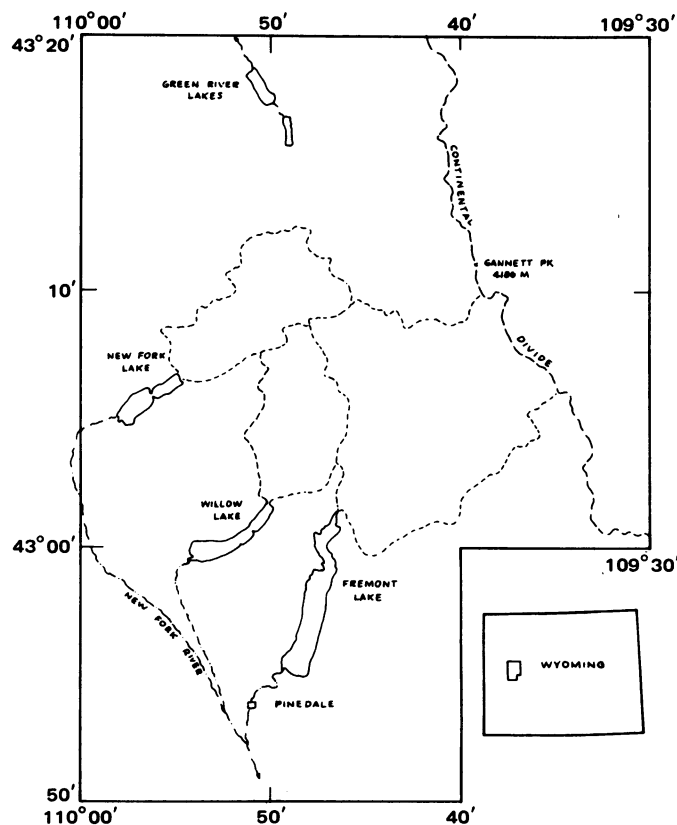 110°00′ 50′ 40′ 109°30′
43°20′
GREEN RIVER
LAKES
CONTINENTAL
GANNETT PK
4186 M
10′
DIVIDE
NEW FORK
LAKE
WILLOW
LAKE
43°00′
109°30′
FREMONT
LAKE
NEW FORK
RIVER
WYOMING
PINEDALE
50′
110°00′ 50′ 40′